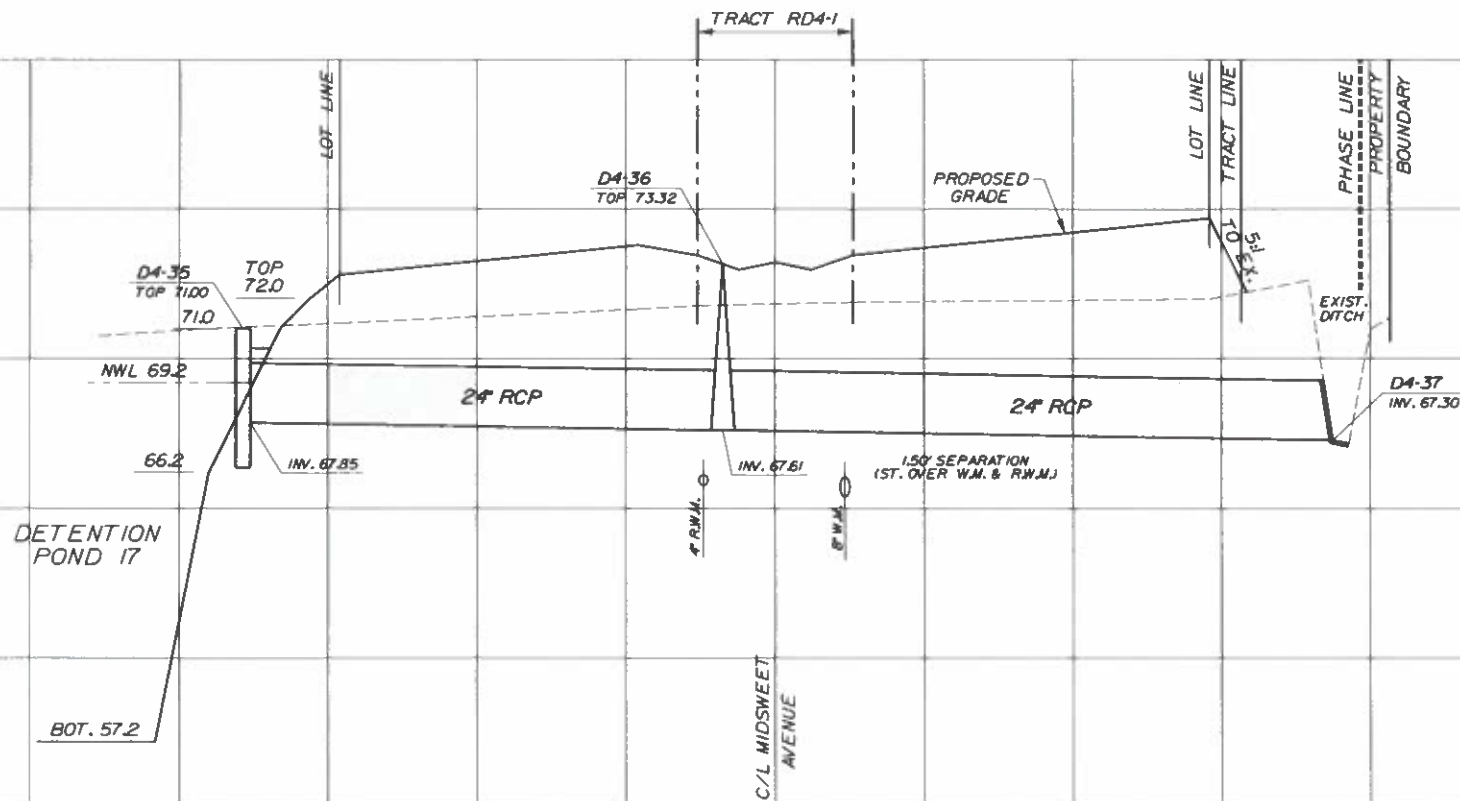 TRACT RD4-1
LOT LINE
LOT LINE
TRACT LINE
PHASE LINE
PROPERTY
BOUNDARY
D4-36
TOP 73.32
PROPOSED
GRADE
5:1
TO EX.
D4-35
TOP 71.00
TOP
72.0
71.0
EXIST.
DITCH
NWL 69.2
24" RCP
24" RCP
D4-37
INV. 67.30
66.2
INV. 67.85
INV. 67.61
1.50' SEPARATION
(ST. OVER W.M. & R.W.M.)
4" R.W.M.
8" W.M.
DETENTION
POND 17
C/L MIDSWEET
AVENUE
BOT. 57.2